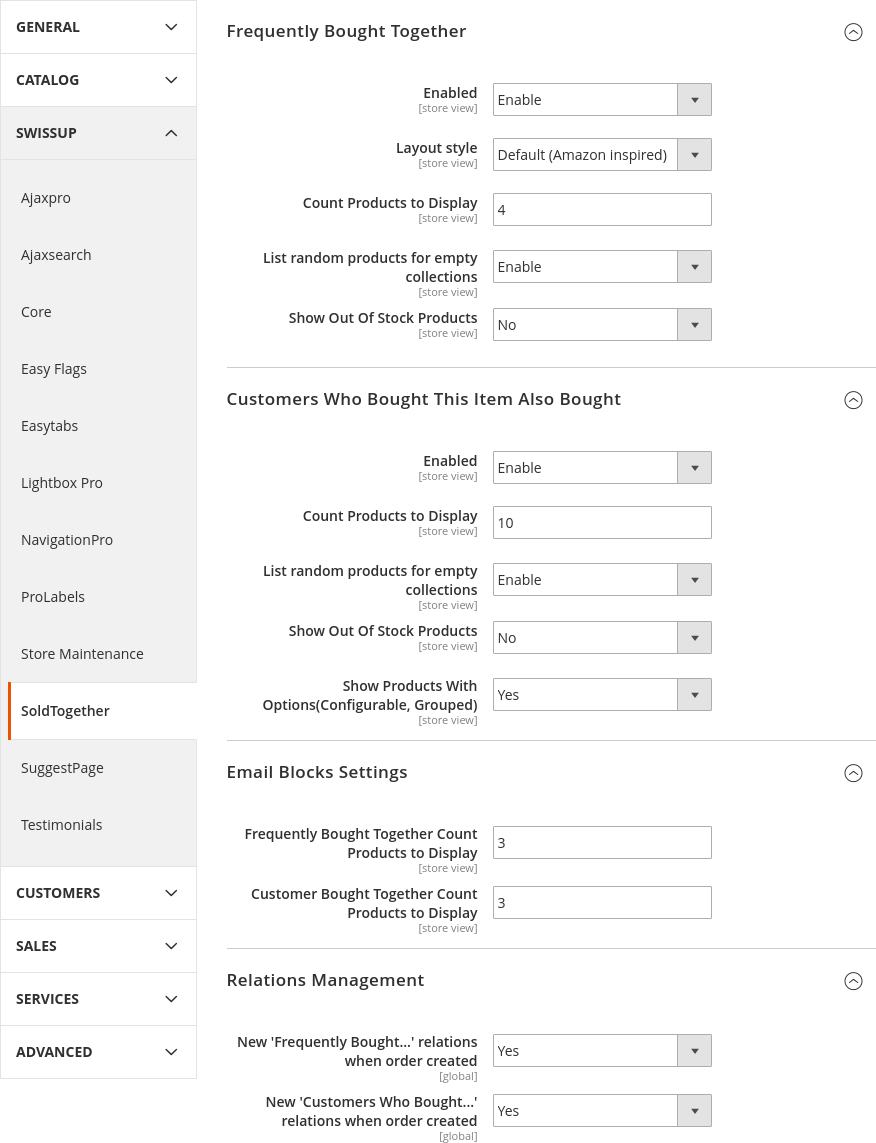 GENERAL
CATALOG
SWISSUP
Ajaxpro
Ajaxsearch
Core
Easy Flags
Easytabs
Lightbox Pro
NavigationPro
ProLabels
Store Maintenance
SoldTogether
SuggestPage
Testimonials
CUSTOMERS
SALES
SERVICES
ADVANCED
Frequently Bought Together
Enabled
[store view]
Enable
Layout style
[store view]
Default (Amazon inspired)
Count Products to Display
[store view]
4
List random products for empty
collections
[store view]
Enable
Show Out Of Stock Products
[store view]
No
Customers Who Bought This Item Also Bought
Enabled
[store view]
Enable
Count Products to Display
[store view]
10
List random products for empty
collections
[store view]
Enable
Show Out Of Stock Products
[store view]
No
Show Products With
Options(Configurable, Grouped)
[store view]
Yes
Email Blocks Settings
Frequently Bought Together Count
Products to Display
[store view]
3
Customer Bought Together Count
Products to Display
[store view]
3
Relations Management
New 'Frequently Bought...' relations
when order created
[global]
Yes
New 'Customers Who Bought...'
relations when order created
[global]
Yes